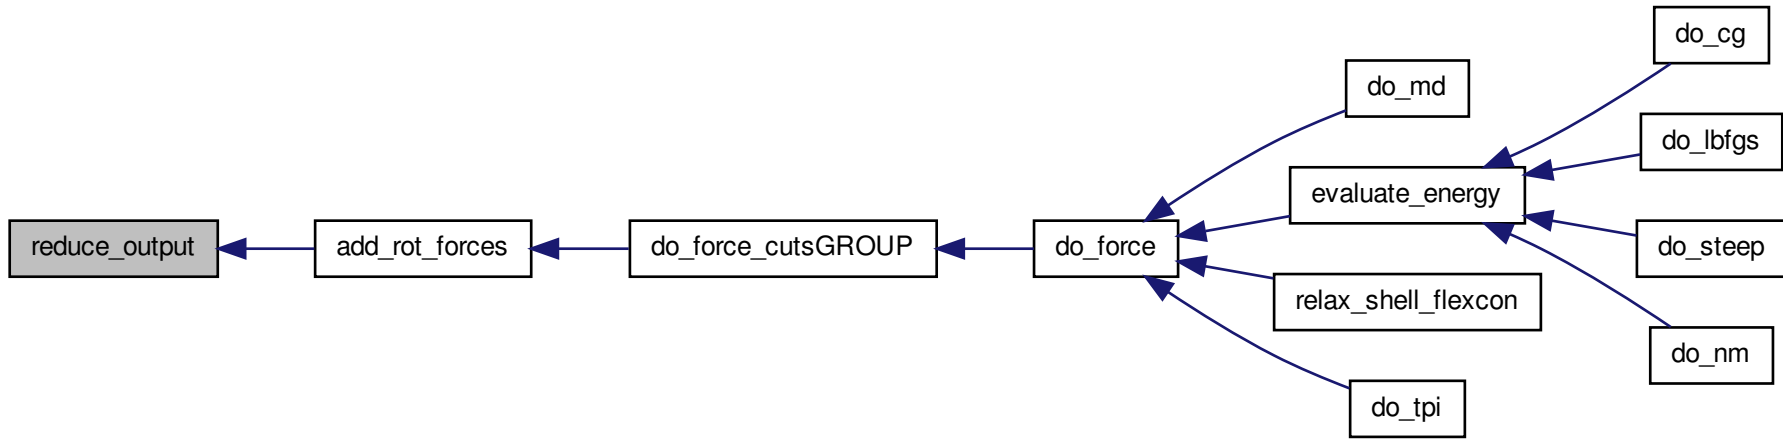 reduce_output
add_rot_forces
do_force_cutsGROUP
do_force
do_md
evaluate_energy
relax_shell_flexcon
do_tpi
do_cg
do_lbfgs
do_steep
do_nm